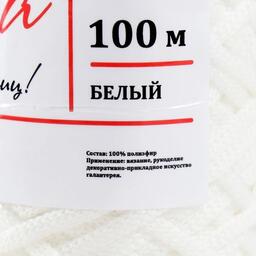 100 м
БЕЛЫЙ
Состав: 100% полиэфир
Применение: вязание, рукоделие
декоративно-прикладное искусство
галантерея.